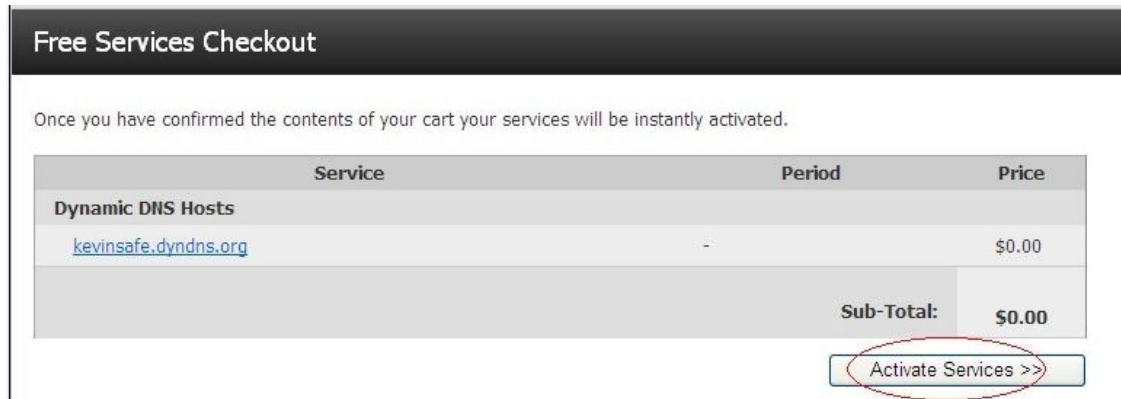 Free Services Checkout
Once you have confirmed the contents of your cart your services will be instantly activated.
Service Period Price
Dynamic DNS Hosts
kevinsafe.dyndns.org - $0.00
Sub-Total: $0.00
Activate Services >>